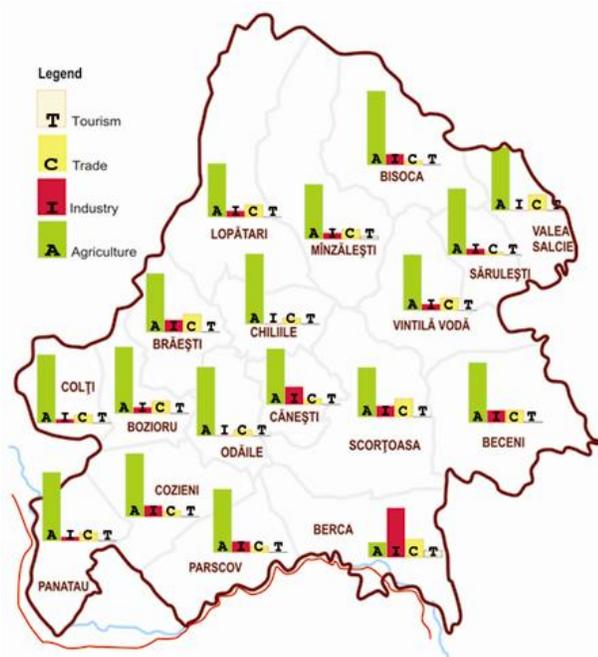 Legend
T Tourism
C Trade
I Industry
A Agriculture
A I C T
BISOCA
A I C T
VALEA
SALCIE
A I C T
LOPĂTARI
A I C T
MÎNZĂLEŞTI
A I C T
SĂRULEŞTI
A I C T
BRĂEŞTI
A I C T
CHILIILE
A I C T
VINTILĂ VODĂ
COLŢI
A I C T
A I C T
BOZIORU
A I C T
ODĂILE
A I C T
CĂNEŞTI
A I C T
SCORŢOASA
A I C T
BECENI
COZIENI
A I C T
A I C T
PANATAU
A I C T
PARSCOV
BERCA
A I C T